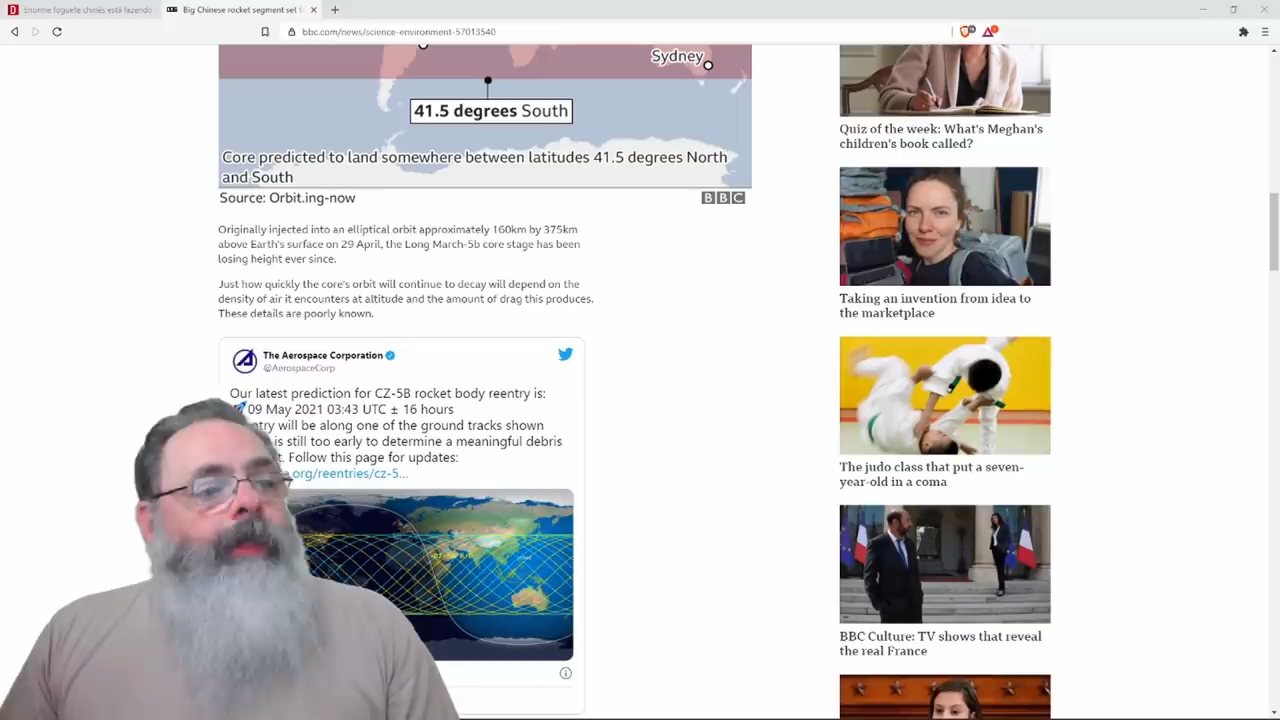 Enorme foguete chinês está fazendo
Big Chinese rocket segment set t
bbc.com/news/science-environment-57013540
Sydney
41.5 degrees South
Core predicted to land somewhere between latitudes 41.5 degrees North
and South
Source: Orbit.ing-now
BBC
Originally injected into an elliptical orbit approximately 160km by 375km
above Earth's surface on 29 April, the Long March-5b core stage has been
losing height ever since.
Just how quickly the core's orbit will continue to decay will depend on the
density of air it encounters at altitude and the amount of drag this produces.
These details are poorly known.
The Aerospace Corporation
@AerospaceCorp
Our latest prediction for CZ-5B rocket body reentry is:
09 May 2021 03:43 UTC ± 16 hours
ntry will be along one of the ground tracks shown
is still too early to determine a meaningful debris
t. Follow this page for updates:
org/reentries/cz-5...
Quiz of the week: What's Meghan's
children's book called?
Taking an invention from idea to
the marketplace
The judo class that put a seven-
year-old in a coma
BBC Culture: TV shows that reveal
the real France